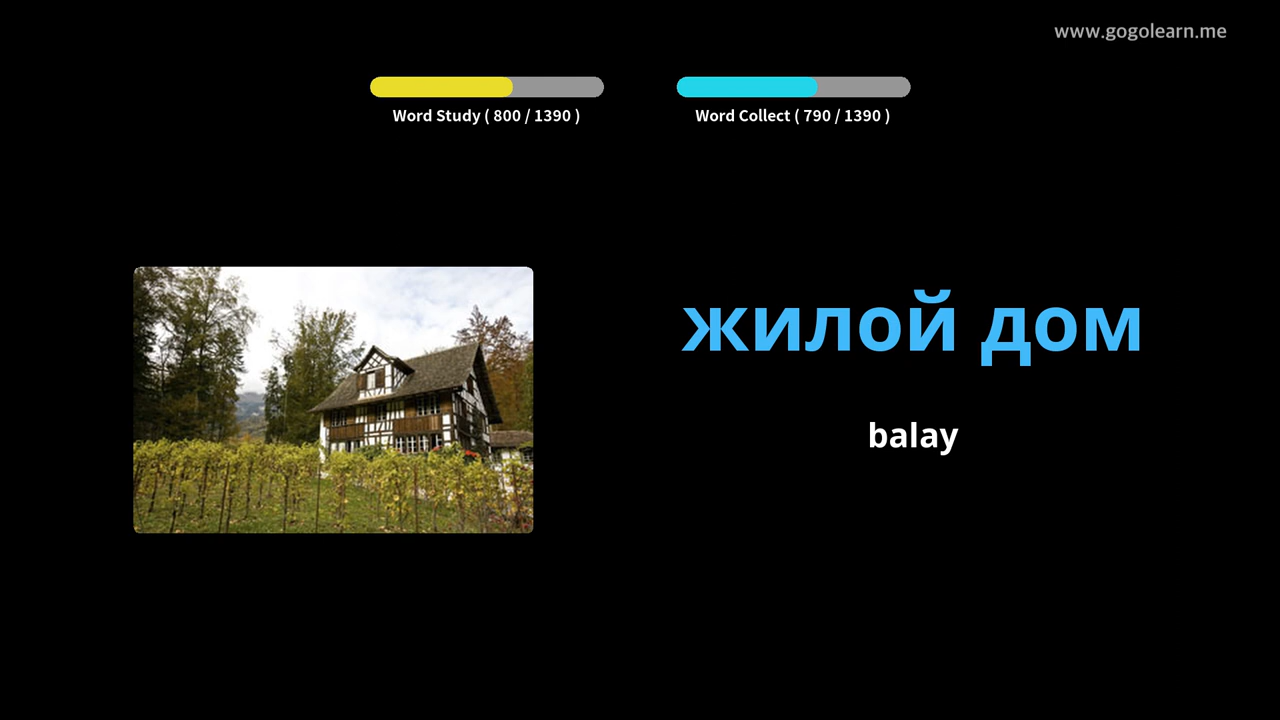 www.gogolearn.me
Word Study ( 800 / 1390 )
Word Collect ( 790 / 1390 )
жилой дом
balay